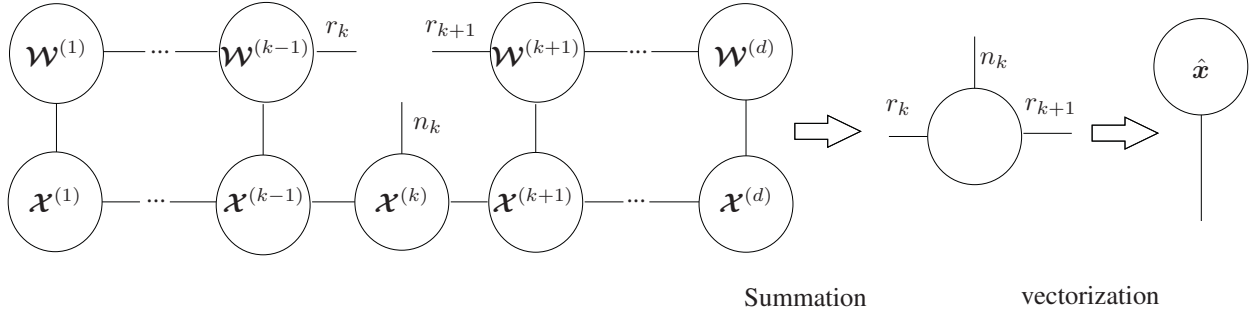 𝓦^{(1)} ... 𝓦^{(k−1)} r_k r_{k+1} 𝓦^{(k+1)} ... 𝓦^{(d)} x̂
n_k n_k
r_k r_{k+1}
𝓧^{(1)} ... 𝓧^{(k−1)} 𝓧^{(k)} 𝓧^{(k+1)} ... 𝓧^{(d)}
Summation vectorization